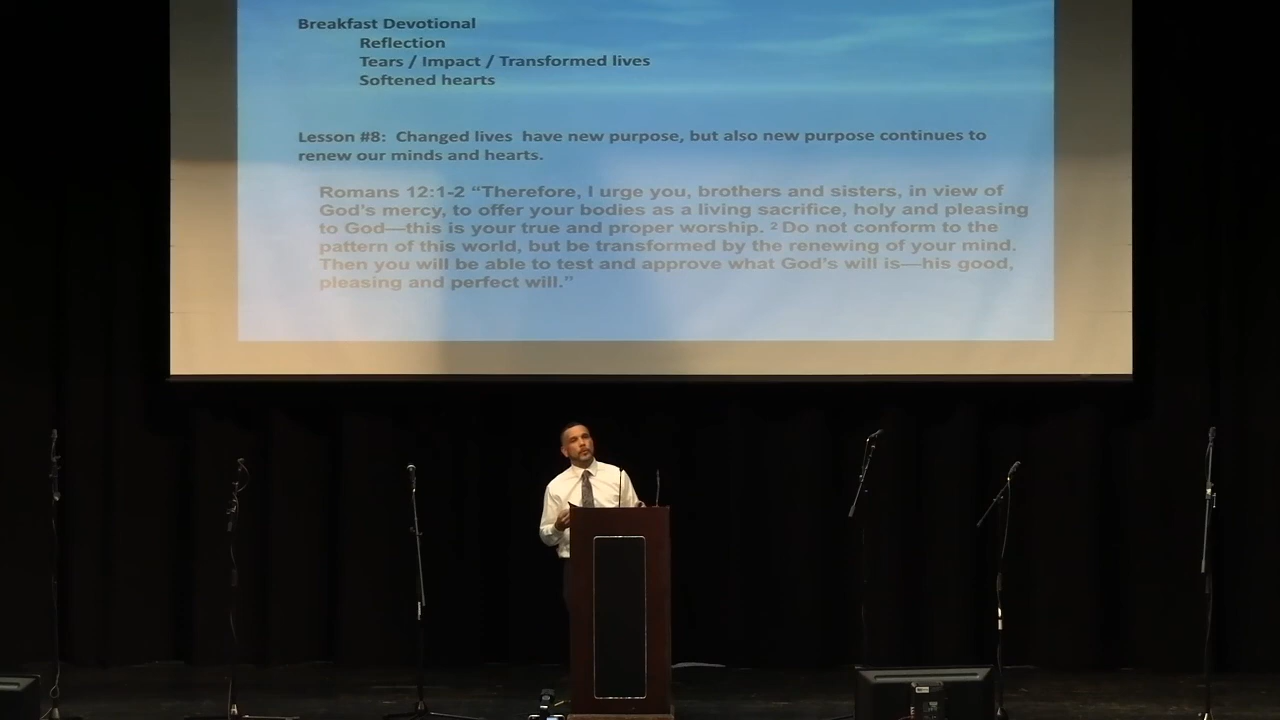 Breakfast Devotional
Reflection
Tears / Impact / Transformed lives
Softened hearts
Lesson #8:  Changed lives  have new purpose, but also new purpose continues to
renew our minds and hearts.
Romans 12:1-2 “Therefore, I urge you, brothers and sisters, in view of
God’s mercy, to offer your bodies as a living sacrifice, holy and pleasing
to God—this is your true and proper worship. ² Do not conform to the
pattern of this world, but be transformed by the renewing of your mind.
Then you will be able to test and approve what God’s will is—his good,
pleasing and perfect will.”